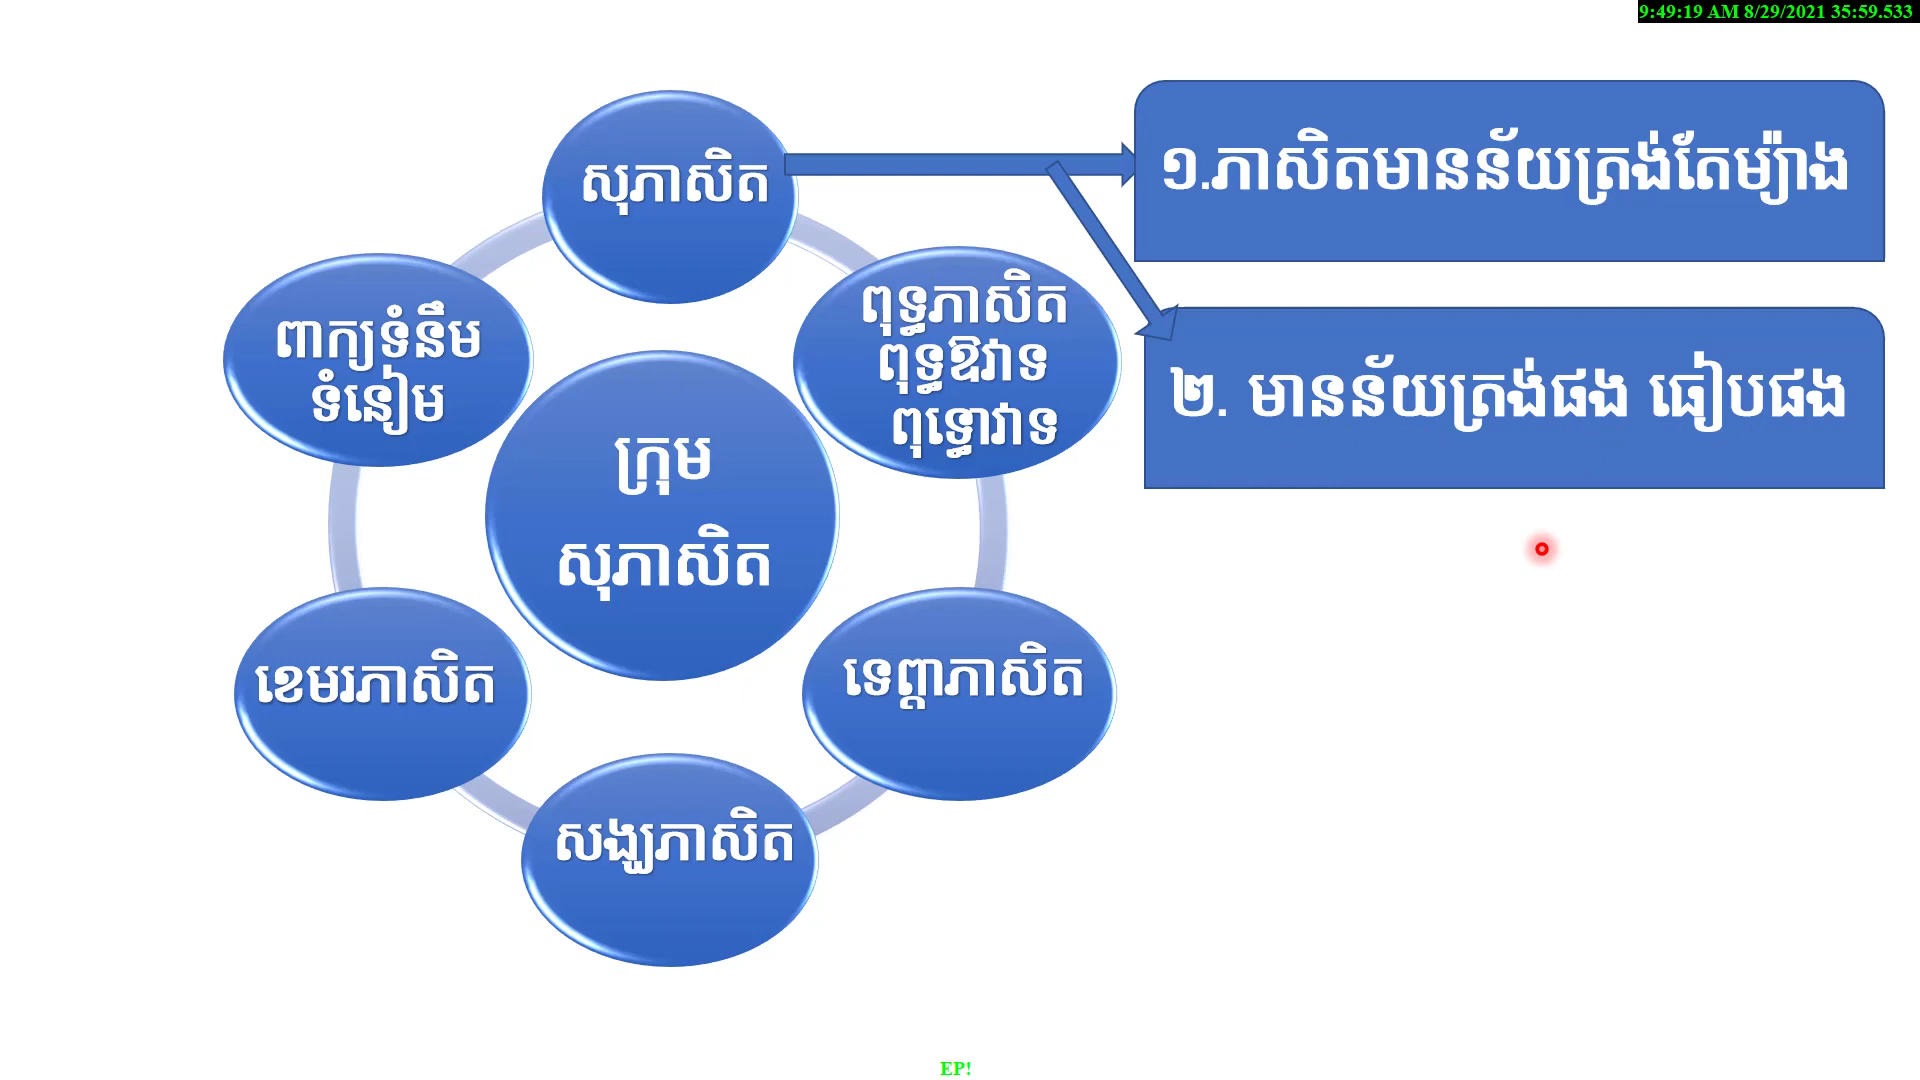 9:49:19 AM 8/29/2021 35:59.533
សុភាសិត
១.ភាសិតមានន័យត្រង់តែម្យ៉ាង
ពុទ្ធភាសិត
ពុទ្ធឱវាទ
ពុទ្ធោវាទ
២. មានន័យត្រង់ផង ធៀបផង
ពាក្យទំនឹម
ទំនៀម
ក្រុម
សុភាសិត
ខេមរភាសិត
ទេព្តាភាសិត
សង្ឃភាសិត
EP!